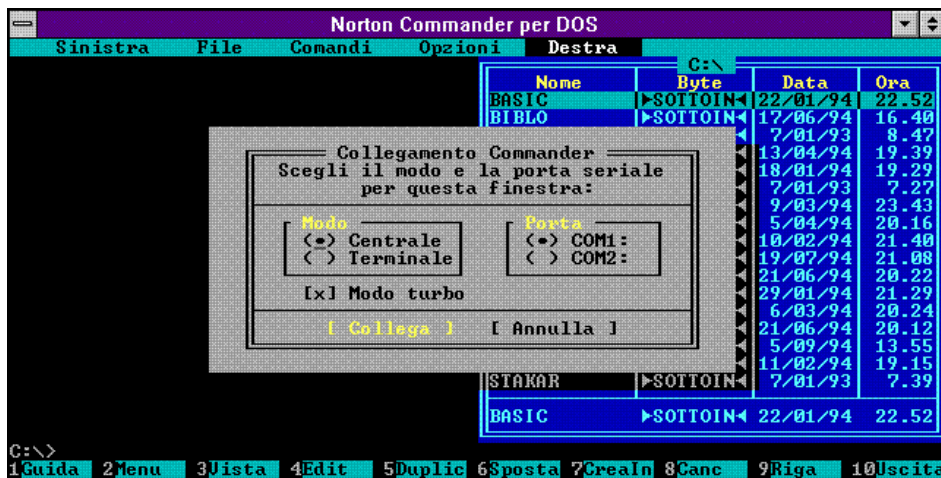 Norton Commander per DOS
Sinistra File Comandi Opzioni Destra
C:\
Nome Byte Data Ora
BASIC ►SOTTOIN◄ 22/01/94 22.52
BIBLO ►SOTTOIN◄ 17/06/94 16.40
7/01/93 8.47
13/04/94 19.39
18/01/94 19.29
7/01/93 7.27
9/03/94 23.43
5/04/94 20.16
10/02/94 21.40
19/07/94 21.08
21/06/94 20.22
29/01/94 21.29
6/03/94 20.24
21/06/94 20.12
5/09/94 13.55
11/02/94 19.15
STAKAR ►SOTTOIN◄ 7/01/93 7.39
BASIC ►SOTTOIN◄ 22/01/94 22.52
Collegamento Commander
Scegli il modo e la porta seriale
per questa finestra:
Modo Porta
(•) Centrale (•) COM1:
( ) Terminale ( ) COM2:
[x] Modo turbo
[ Collega ] [ Annulla ]
C:\>
1Guida 2Menu 3Vista 4Edit 5Duplic 6Sposta 7CreaIn 8Canc 9Riga 10Uscita